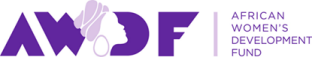 AWDF
AFRICAN
WOMEN'S
DEVELOPMENT
FUND